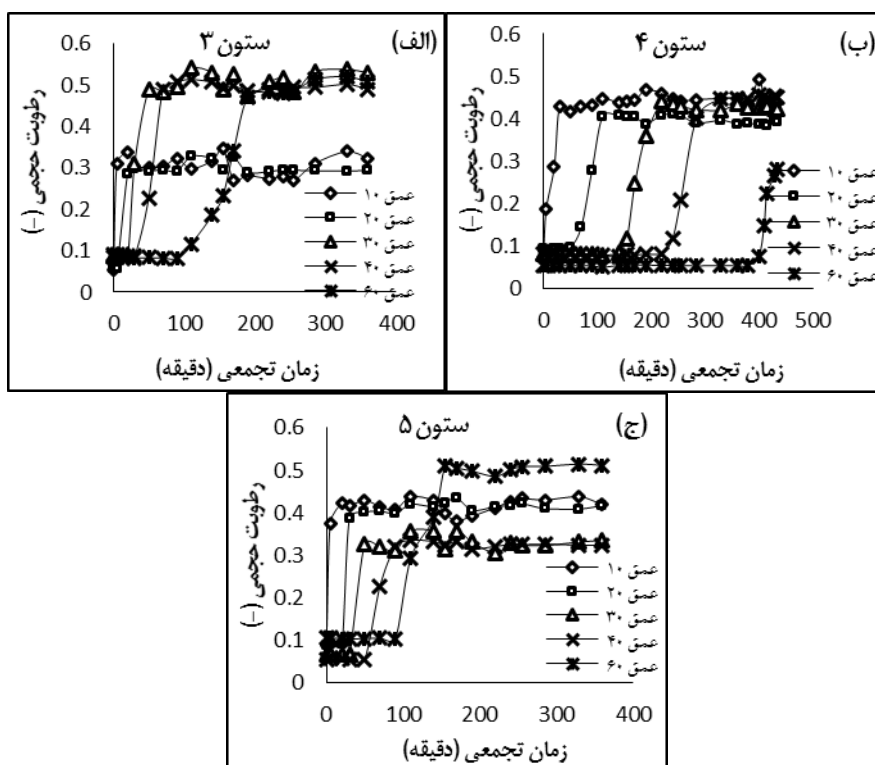 (الف)
ستون ۳
0.6
0.5
0.4
0.3
0.2
0.1
0
رطوبت حجمی (–)
0
100
200
300
400
زمان تجمعی (دقیقه)
عمق ۱۰
عمق ۲۰
عمق ۳۰
عمق ۴۰
عمق ۶۰
(ب)
ستون ۴
0.6
0.5
0.4
0.3
0.2
0.1
0
رطوبت حجمی (–)
0
100
200
300
400
500
زمان تجمعی (دقیقه)
عمق ۱۰
عمق ۲۰
عمق ۳۰
عمق ۴۰
عمق ۶۰
(ج)
ستون ۵
0.6
0.5
0.4
0.3
0.2
0.1
0
رطوبت حجمی (–)
0
100
200
300
400
زمان تجمعی (دقیقه)
عمق ۱۰
عمق ۲۰
عمق ۳۰
عمق ۴۰
عمق ۶۰